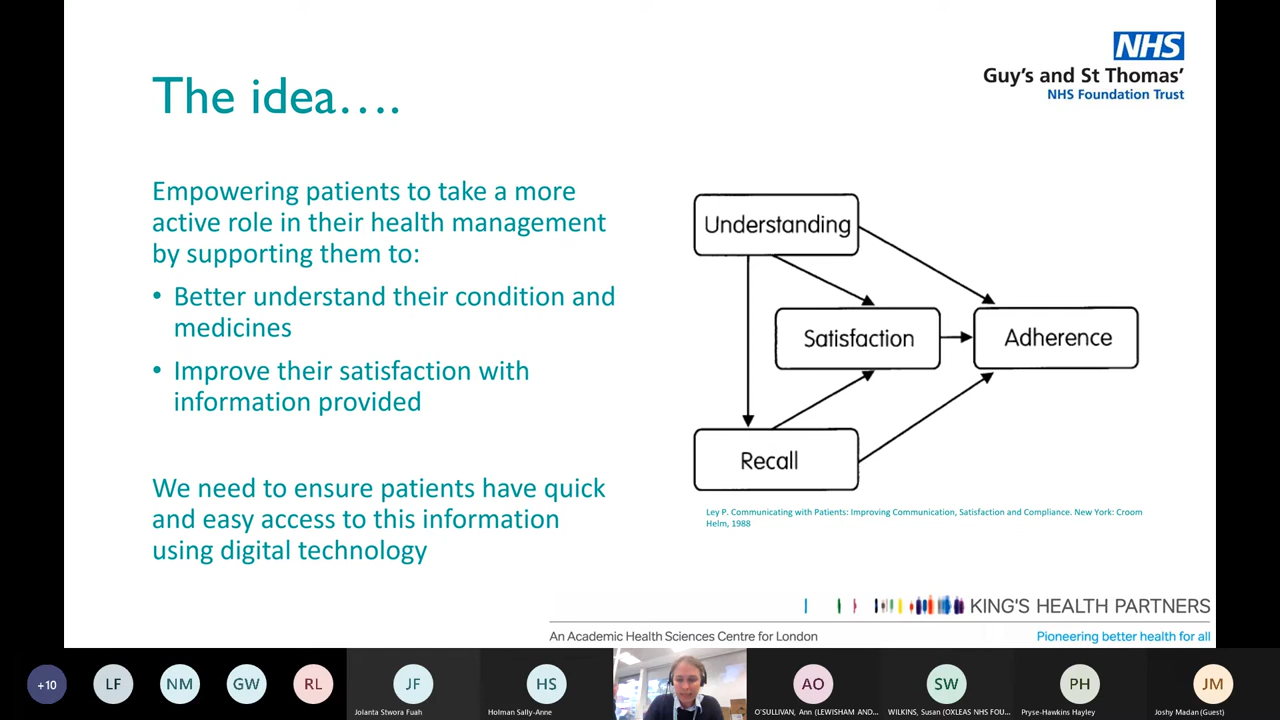 NHS
Guy's and St Thomas'
NHS Foundation Trust
The idea….
Empowering patients to take a more
active role in their health management
by supporting them to:
• Better understand their condition and
medicines
• Improve their satisfaction with
information provided
We need to ensure patients have quick
and easy access to this information
using digital technology
Understanding
Satisfaction
Adherence
Recall
Ley P. Communicating with Patients: Improving Communication, Satisfaction and Compliance. New York: Croom
Helm, 1988
KING'S HEALTH PARTNERS
An Academic Health Sciences Centre for London
Pioneering better health for all
+10
LF
NM
GW
RL
JF
Jolanta Stwora Fuah
HS
Holman Sally-Anne
AO
O'SULLIVAN, Ann (LEWISHAM AND...
SW
WILKINS, Susan (OXLEAS NHS FOU...
PH
Pryse-Hawkins Hayley
JM
Joshy Madan (Guest)